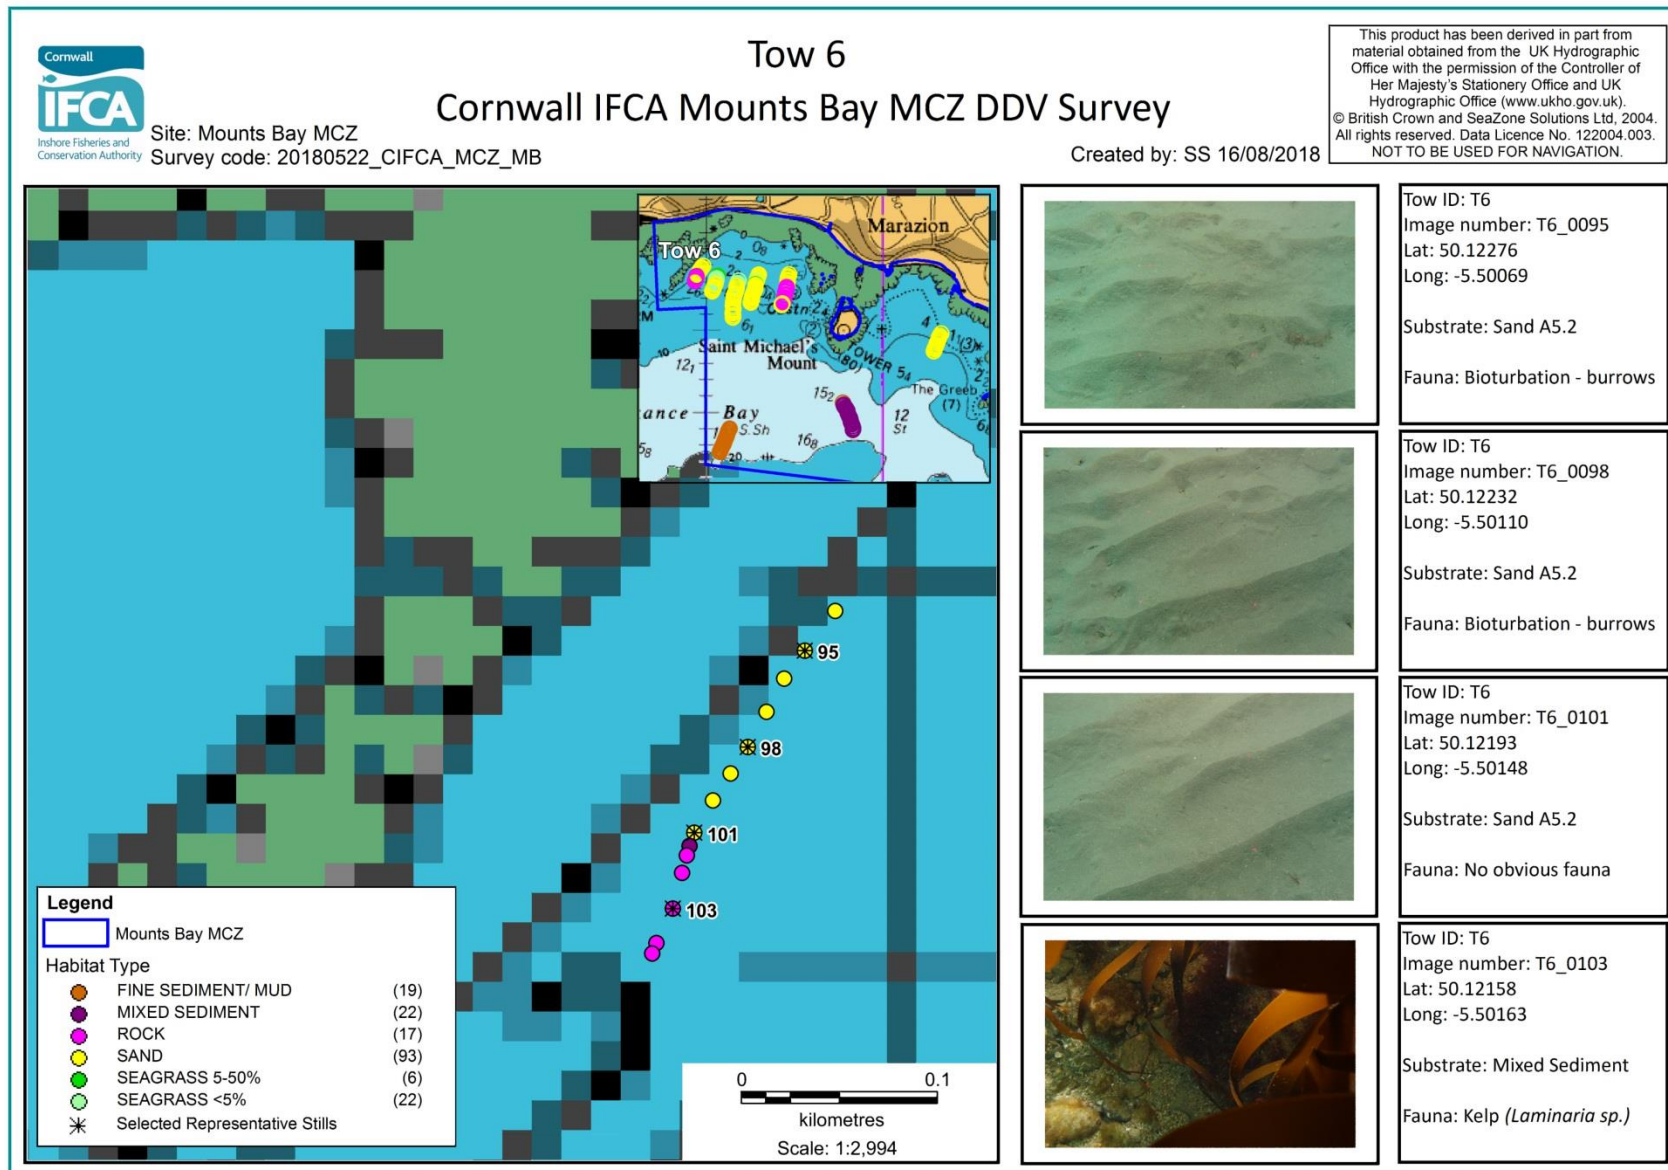 Cornwall
IFCA
Inshore Fisheries and
Conservation Authority
Tow 6
Cornwall IFCA Mounts Bay MCZ DDV Survey
Site: Mounts Bay MCZ
Survey code: 20180522_CIFCA_MCZ_MB
Created by: SS 16/08/2018
This product has been derived in part from
material obtained from the UK Hydrographic
Office with the permission of the Controller of
Her Majesty's Stationery Office and UK
Hydrographic Office (www.ukho.gov.uk).
© British Crown and SeaZone Solutions Ltd, 2004.
All rights reserved. Data Licence No. 122004.003.
NOT TO BE USED FOR NAVIGATION.
Marazion
Tow 6
Saint Michael's
Mount
TOWER
(80)
The Greeb
(7)
ance Bay
S.Sh
12
St
95
98
101
103
Legend
Mounts Bay MCZ
Habitat Type
FINE SEDIMENT/ MUD (19)
MIXED SEDIMENT (22)
ROCK (17)
SAND (93)
SEAGRASS 5-50% (6)
SEAGRASS <5% (22)
Selected Representative Stills
0 0.1
kilometres
Scale: 1:2,994
Tow ID: T6
Image number: T6_0095
Lat: 50.12276
Long: -5.50069
Substrate: Sand A5.2
Fauna: Bioturbation - burrows
Tow ID: T6
Image number: T6_0098
Lat: 50.12232
Long: -5.50110
Substrate: Sand A5.2
Fauna: Bioturbation - burrows
Tow ID: T6
Image number: T6_0101
Lat: 50.12193
Long: -5.50148
Substrate: Sand A5.2
Fauna: No obvious fauna
Tow ID: T6
Image number: T6_0103
Lat: 50.12158
Long: -5.50163
Substrate: Mixed Sediment
Fauna: Kelp (Laminaria sp.)